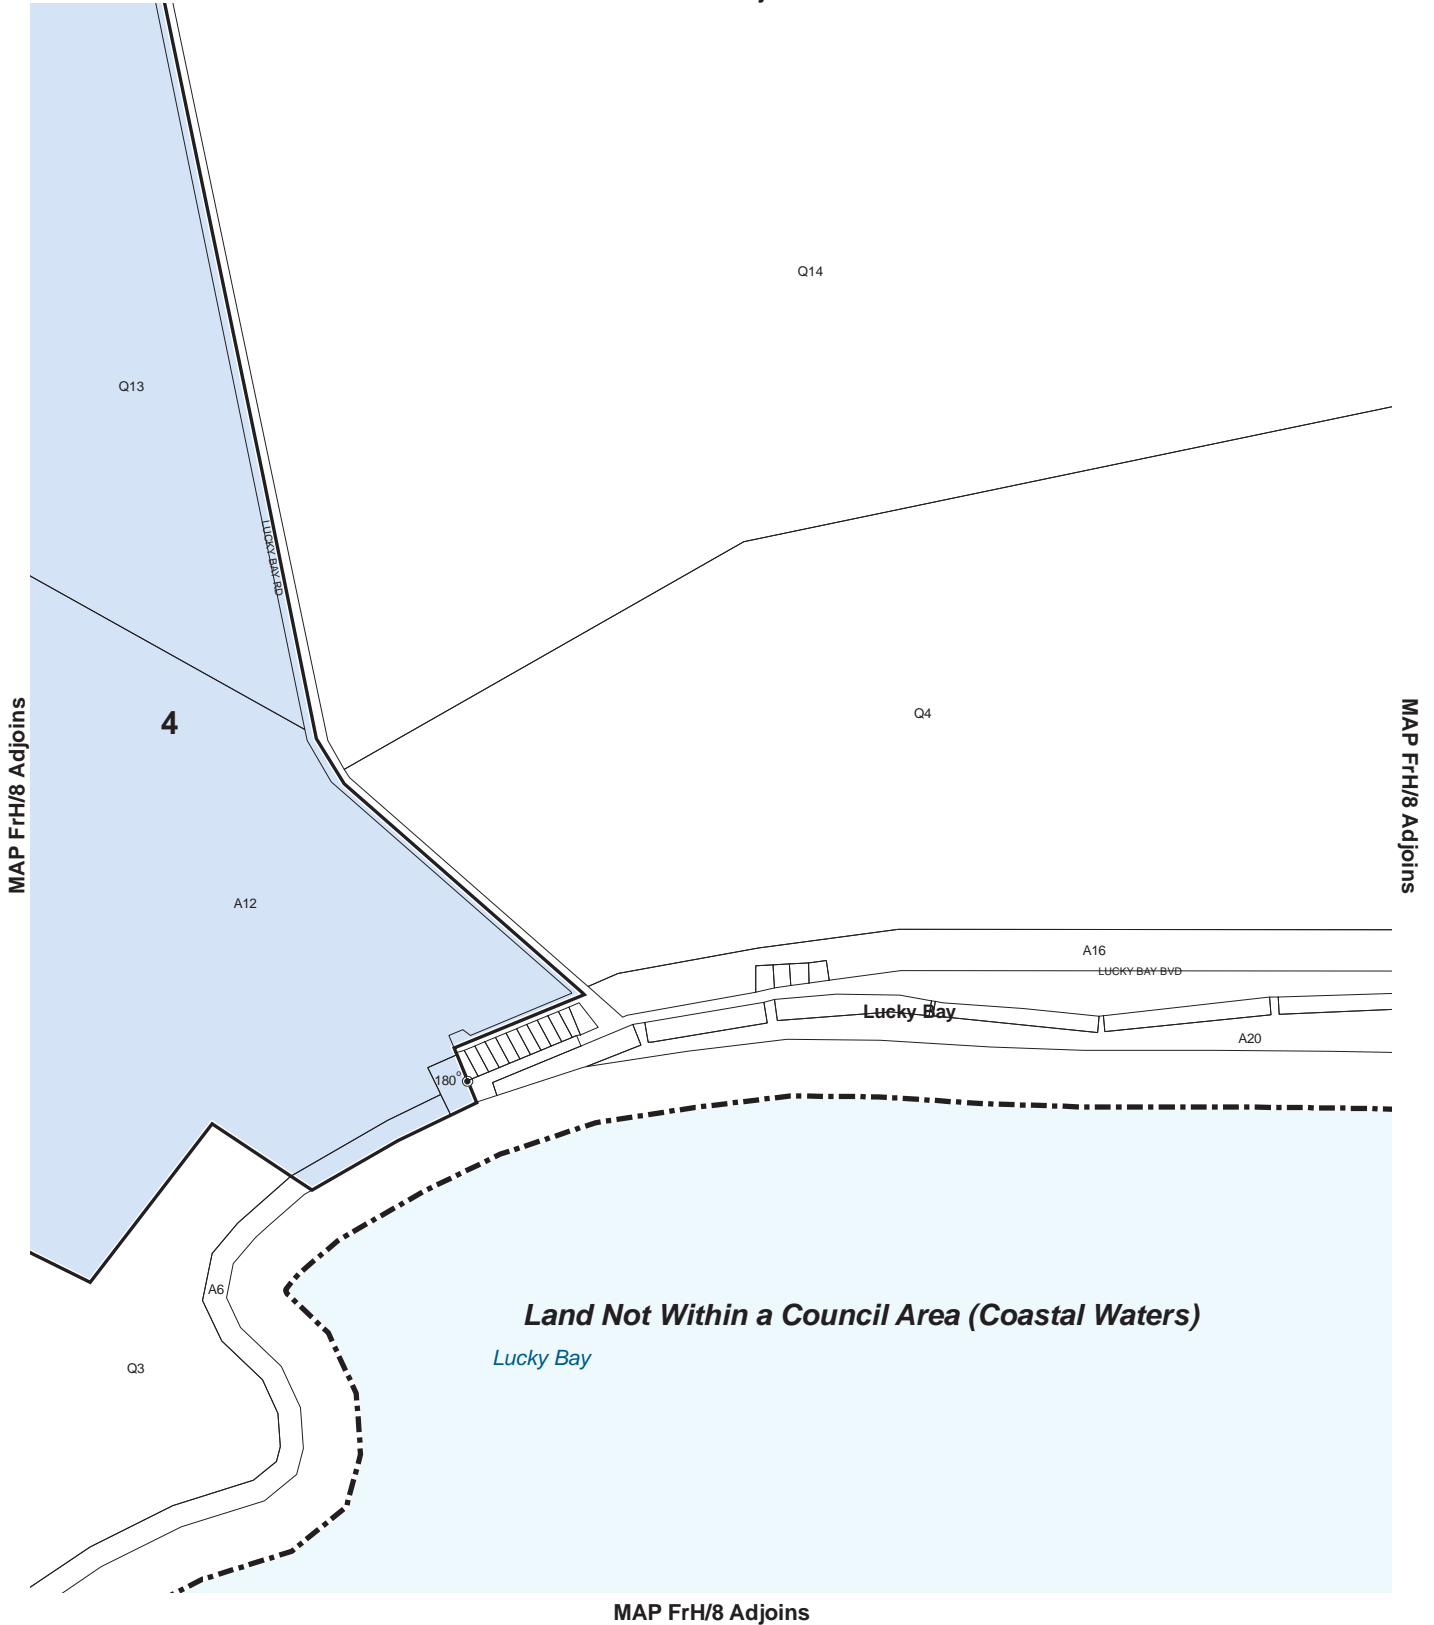 Q14
Q13
LUCKY BAY RD
MAP FrH/8 Adjoins
4
Q4
MAP FrH/8 Adjoins
A12
A16
LUCKY BAY BVD
Lucky Bay
A20
180°
A6
Land Not Within a Council Area (Coastal Waters)
Lucky Bay
Q3
MAP FrH/8 Adjoins